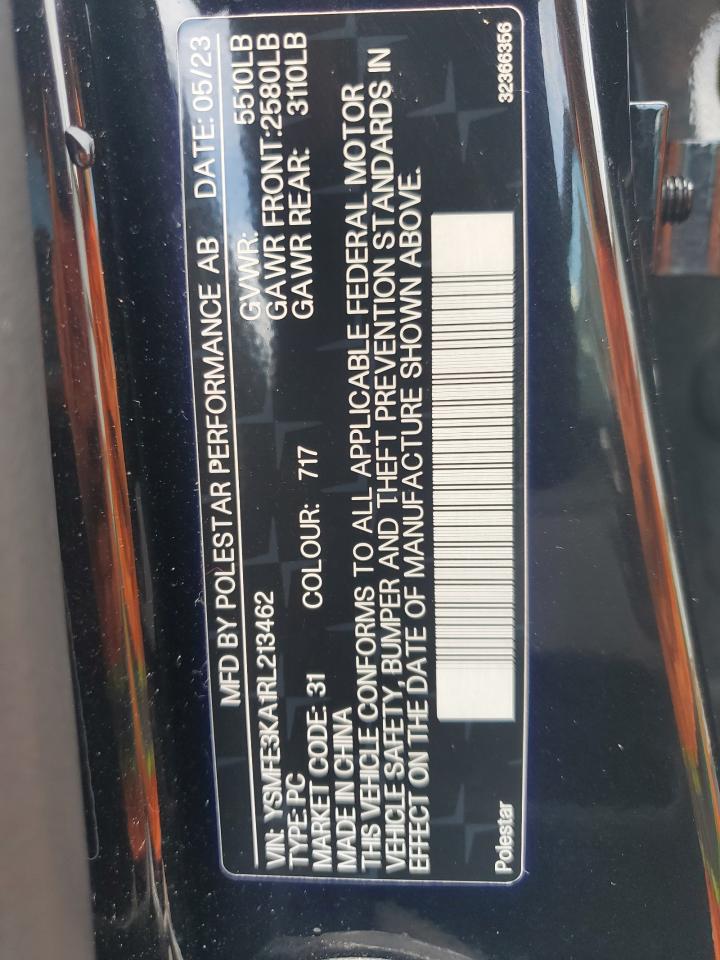 MFD BY POLESTAR PERFORMANCE AB DATE: 05/23
VIN: YSMFE3KA1RL213462 GVWR: 5510LB
TYPE: PC GAWR FRONT: 2580LB
MARKET CODE: 31 COLOUR: 717 GAWR REAR: 3110LB
MADE IN CHINA
THIS VEHICLE CONFORMS TO ALL APPLICABLE FEDERAL MOTOR
VEHICLE SAFETY, BUMPER AND THEFT PREVENTION STANDARDS IN
EFFECT ON THE DATE OF MANUFACTURE SHOWN ABOVE.
Polestar 32366356